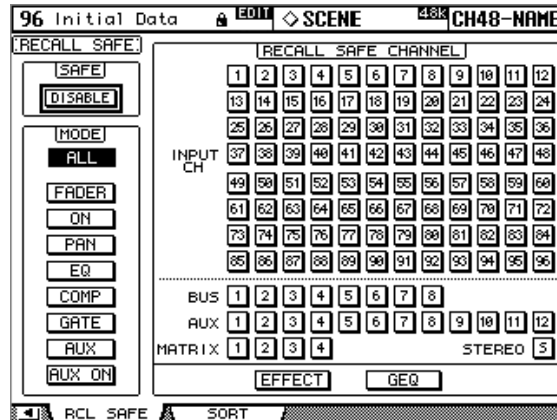 96 Initial Data EDIT SCENE 48k CH48-NAME
RECALL SAFE
SAFE
DISABLE
MODE
ALL
FADER
ON
PAN
EQ
COMP
GATE
AUX
AUX ON
RECALL SAFE CHANNEL
INPUT CH
1 2 3 4 5 6 7 8 9 10 11 12
13 14 15 16 17 18 19 20 21 22 23 24
25 26 27 28 29 30 31 32 33 34 35 36
37 38 39 40 41 42 43 44 45 46 47 48
49 50 51 52 53 54 55 56 57 58 59 60
61 62 63 64 65 66 67 68 69 70 71 72
73 74 75 76 77 78 79 80 81 82 83 84
85 86 87 88 89 90 91 92 93 94 95 96
BUS 1 2 3 4 5 6 7 8
AUX 1 2 3 4 5 6 7 8 9 10 11 12
MATRIX 1 2 3 4 STEREO S
EFFECT GEQ
RCL SAFE SORT